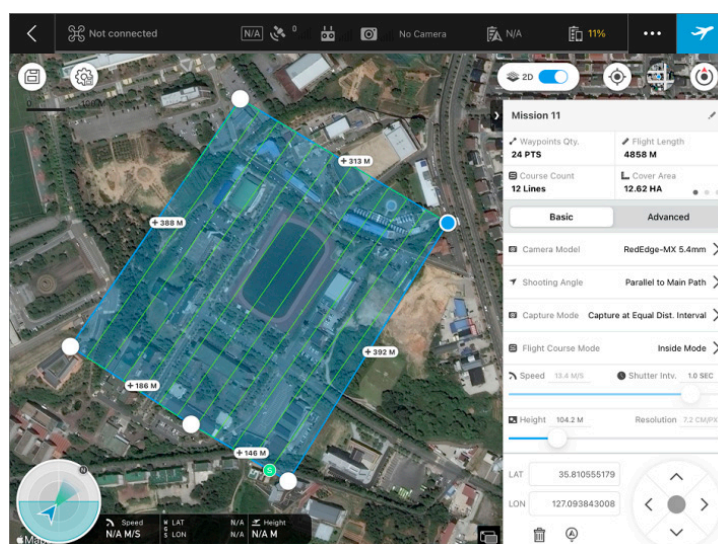 Not connected N/A 0 No Camera N/A 11% •••
2D
Mission 11
Waypoints Qty. Flight Length
24 PTS 4858 M
Course Count Cover Area
12 Lines 12.62 HA
Basic Advanced
Camera Model RedEdge-MX 5.4mm
Shooting Angle Parallel to Main Path
Capture Mode Capture at Equal Dist. Interval
Flight Course Mode Inside Mode
Speed 13.4 M/S Shutter Intv. 1.0 SEC
Height 104.2 M Resolution 7.2 CM/PX
LAT 35.810555179
LON 127.093843008
+ 313 M
+ 388 M
+ 392 M
+ 186 M
+ 146 M
S
N
Speed WGS LAT N/A Height
N/A M/S LON N/A N/A M